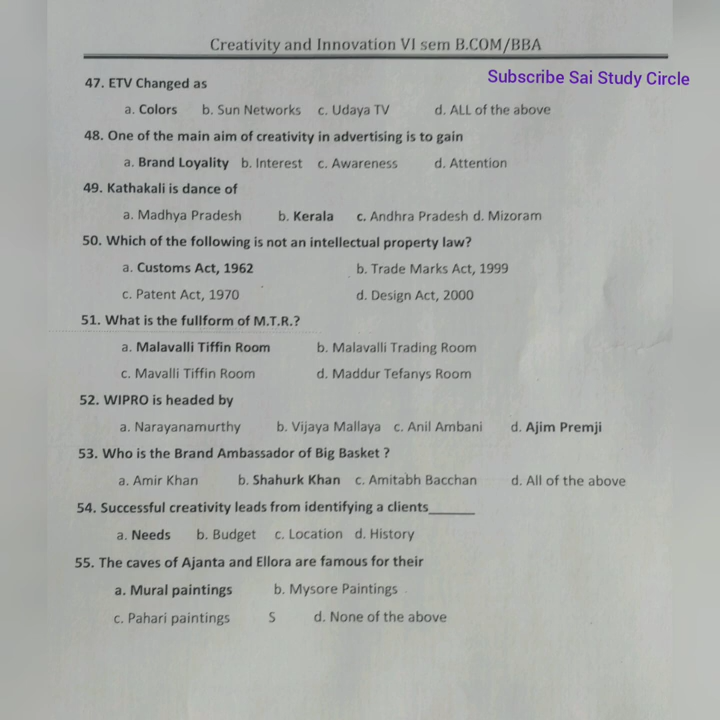 Creativity and Innovation VI sem B.COM/BBA
Subscribe Sai Study Circle
47. ETV Changed as
a. Colors b. Sun Networks c. Udaya TV d. ALL of the above
48. One of the main aim of creativity in advertising is to gain
a. Brand Loyality b. Interest c. Awareness d. Attention
49. Kathakali is dance of
a. Madhya Pradesh b. Kerala c. Andhra Pradesh d. Mizoram
50. Which of the following is not an intellectual property law?
a. Customs Act, 1962 b. Trade Marks Act, 1999
c. Patent Act, 1970 d. Design Act, 2000
51. What is the fullform of M.T.R.?
a. Malavalli Tiffin Room b. Malavalli Trading Room
c. Mavalli Tiffin Room d. Maddur Tefanys Room
52. WIPRO is headed by
a. Narayanamurthy b. Vijaya Mallaya c. Anil Ambani d. Ajim Premji
53. Who is the Brand Ambassador of Big Basket ?
a. Amir Khan b. Shahurk Khan c. Amitabh Bacchan d. All of the above
54. Successful creativity leads from identifying a clients______
a. Needs b. Budget c. Location d. History
55. The caves of Ajanta and Ellora are famous for their
a. Mural paintings b. Mysore Paintings
c. Pahari paintings S d. None of the above